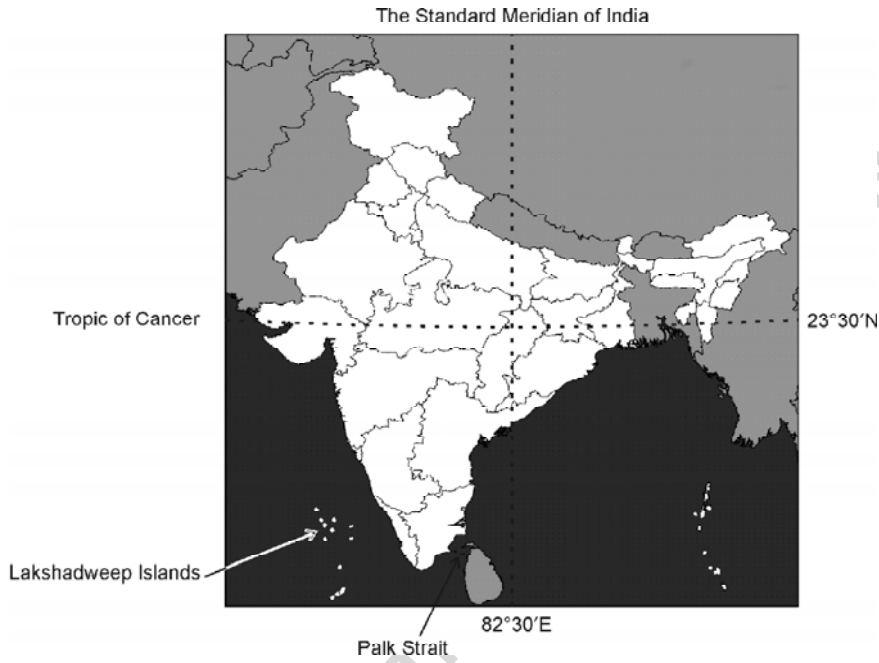 The Standard Meridian of India
Tropic of Cancer
23°30'N
Lakshadweep Islands
82°30'E
Palk Strait